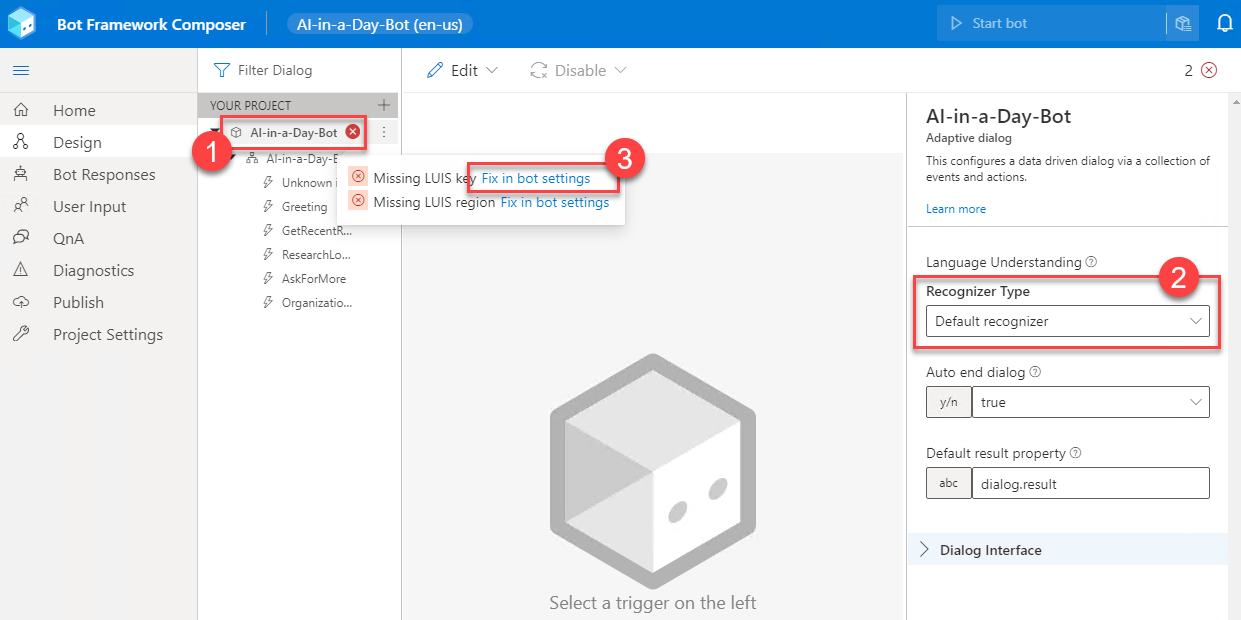 Bot Framework Composer
AI-in-a-Day-Bot (en-us)
Start bot
Filter Dialog
Edit
Disable
2
Home
Design
Bot Responses
User Input
QnA
Diagnostics
Publish
Project Settings
YOUR PROJECT
AI-in-a-Day-Bot
1
AI-in-a-Day-B
Unknown i
Greeting
GetRecentR...
ResearchLo...
AskForMore
Organizatio...
3
Missing LUIS key Fix in bot settings
Missing LUIS region Fix in bot settings
Select a trigger on the left
AI-in-a-Day-Bot
Adaptive dialog
This configures a data driven dialog via a collection of
events and actions.
Learn more
Language Understanding
2
Recognizer Type
Default recognizer
Auto end dialog
y/n true
Default result property
abc dialog.result
Dialog Interface